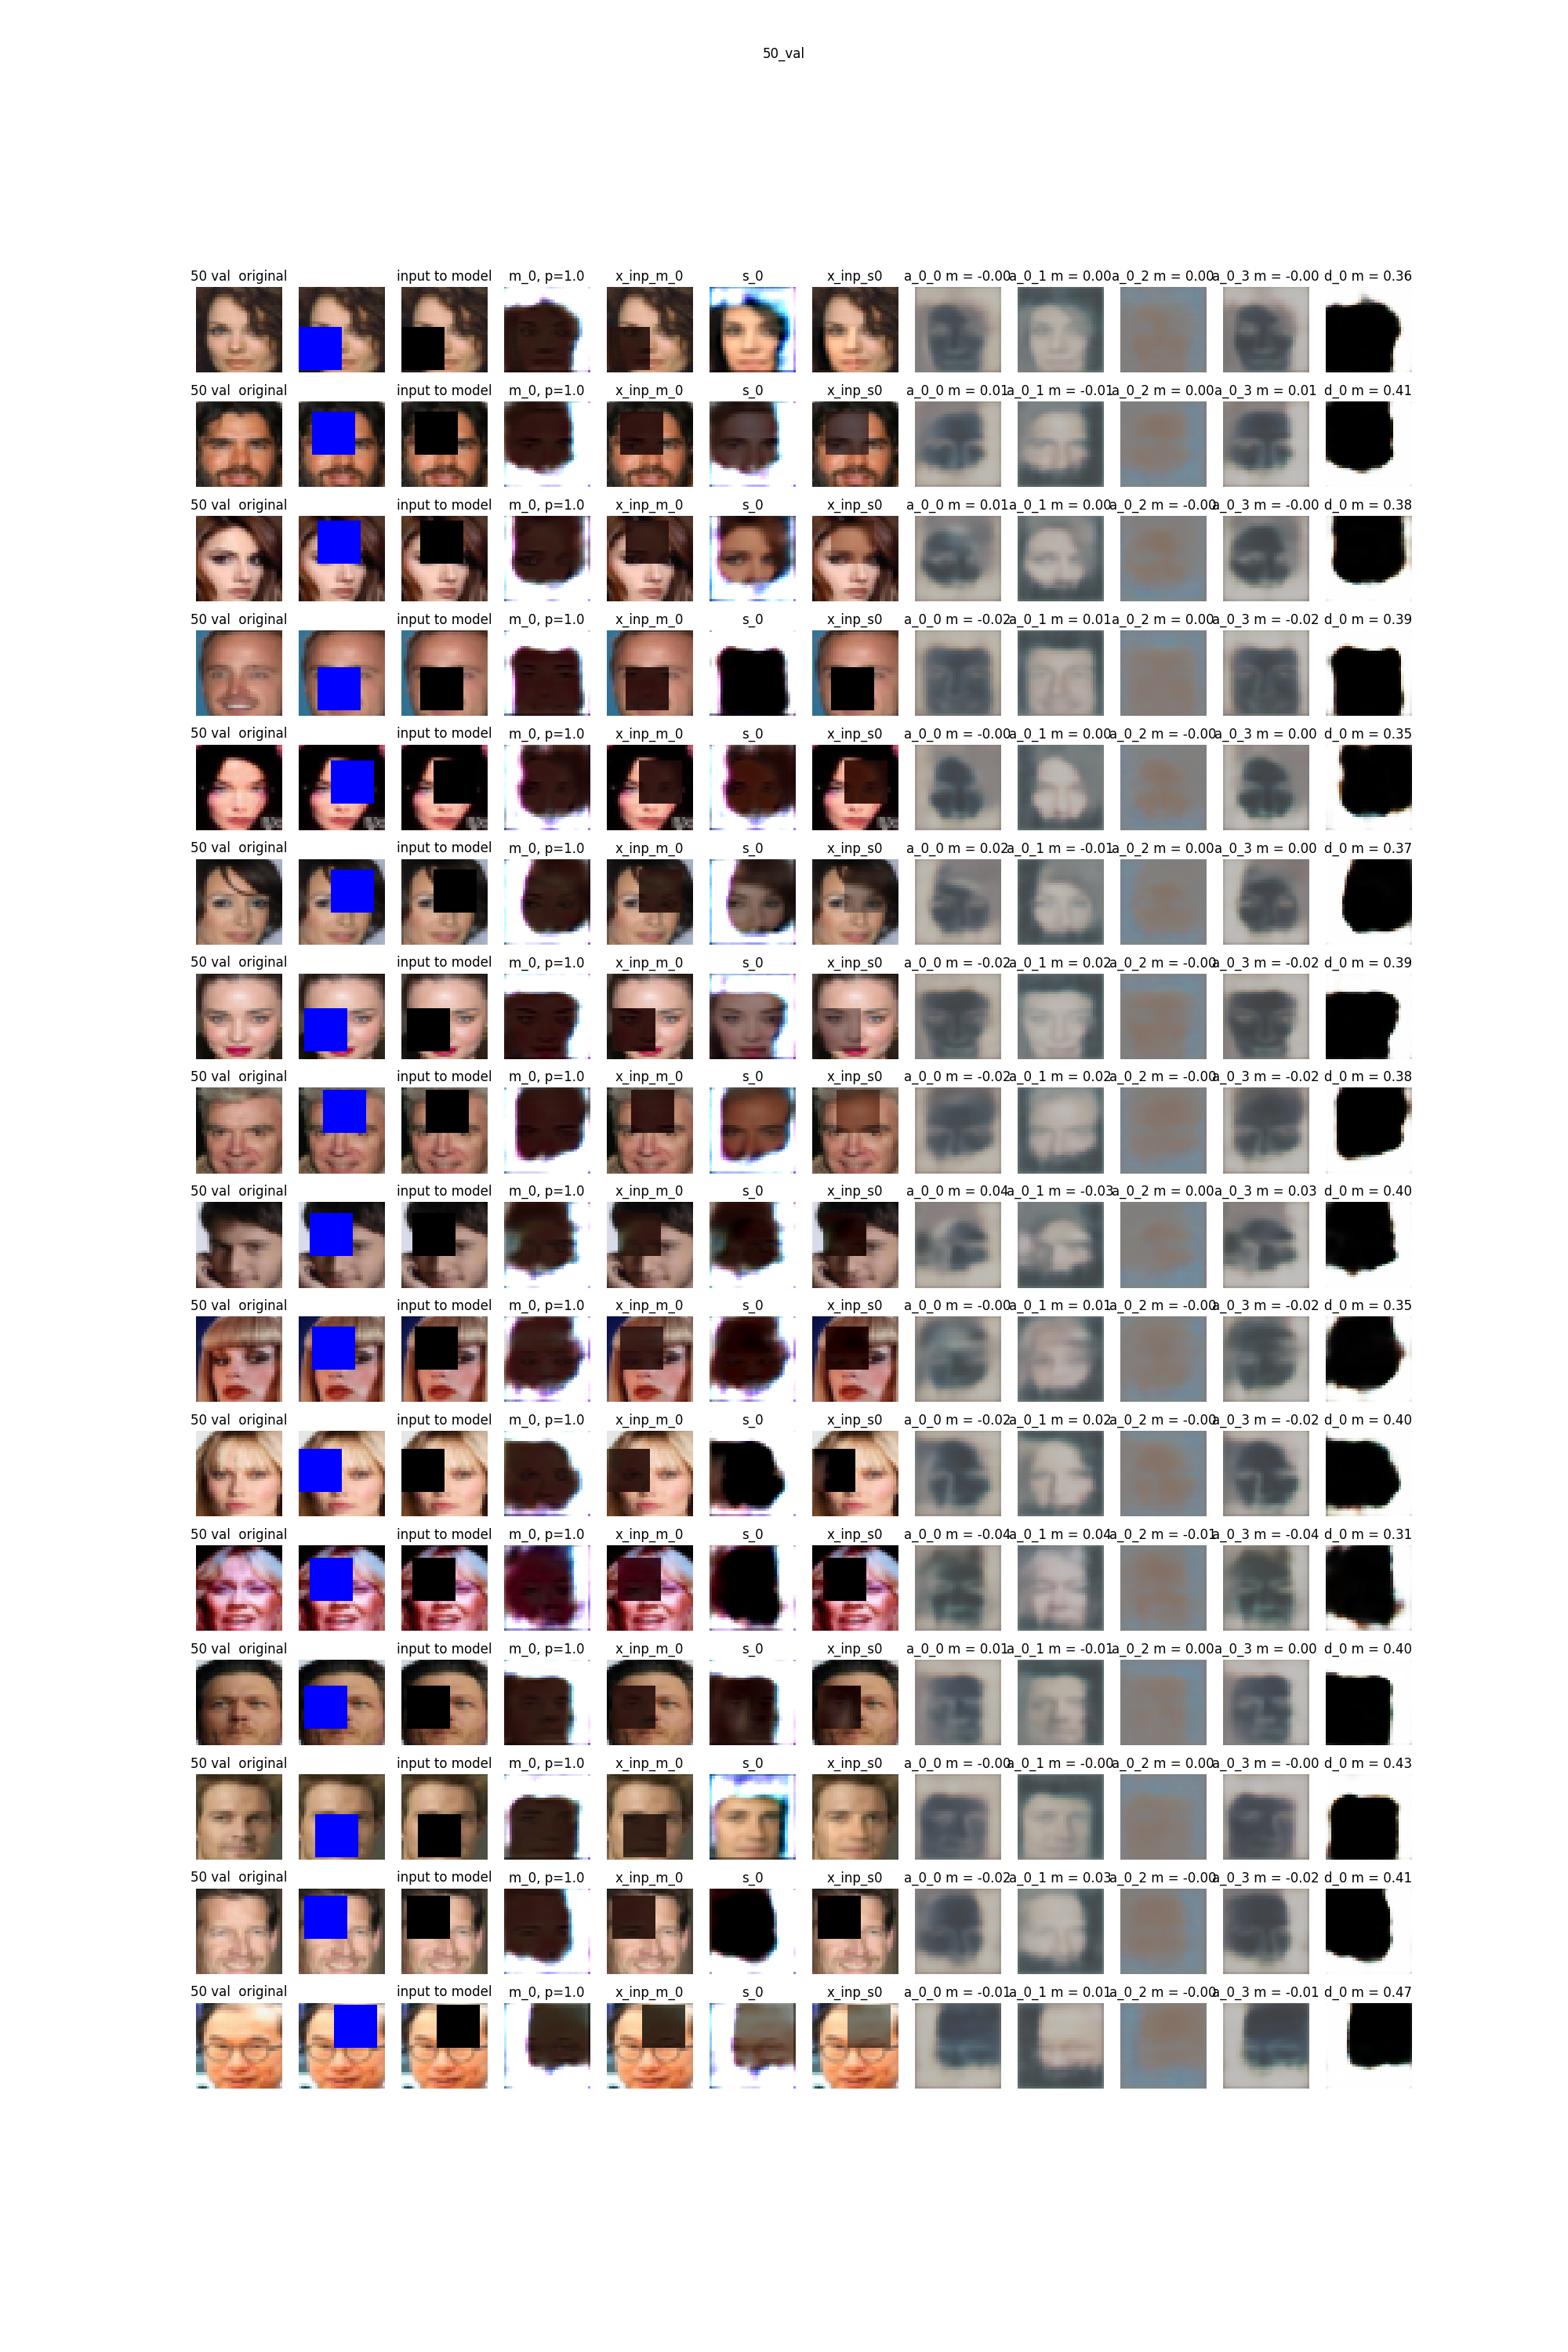 50_val
50 val original input to model m_0, p=1.0 x_inp_m_0 s_0 x_inp_s0 a_0_0 m = -0.00 a_0_1 m = 0.00 a_0_2 m = 0.00 a_0_3 m = -0.00 d_0 m = 0.36
50 val original input to model m_0, p=1.0 x_inp_m_0 s_0 x_inp_s0 a_0_0 m = 0.01 a_0_1 m = -0.01 a_0_2 m = 0.00 a_0_3 m = 0.01 d_0 m = 0.41
50 val original input to model m_0, p=1.0 x_inp_m_0 s_0 x_inp_s0 a_0_0 m = 0.01 a_0_1 m = 0.00 a_0_2 m = -0.00 a_0_3 m = -0.00 d_0 m = 0.38
50 val original input to model m_0, p=1.0 x_inp_m_0 s_0 x_inp_s0 a_0_0 m = -0.02 a_0_1 m = 0.01 a_0_2 m = 0.00 a_0_3 m = -0.02 d_0 m = 0.39
50 val original input to model m_0, p=1.0 x_inp_m_0 s_0 x_inp_s0 a_0_0 m = -0.00 a_0_1 m = 0.00 a_0_2 m = -0.00 a_0_3 m = 0.00 d_0 m = 0.35
50 val original input to model m_0, p=1.0 x_inp_m_0 s_0 x_inp_s0 a_0_0 m = 0.02 a_0_1 m = -0.01 a_0_2 m = 0.00 a_0_3 m = 0.00 d_0 m = 0.37
50 val original input to model m_0, p=1.0 x_inp_m_0 s_0 x_inp_s0 a_0_0 m = -0.02 a_0_1 m = 0.02 a_0_2 m = -0.00 a_0_3 m = -0.02 d_0 m = 0.39
50 val original input to model m_0, p=1.0 x_inp_m_0 s_0 x_inp_s0 a_0_0 m = -0.02 a_0_1 m = 0.02 a_0_2 m = -0.00 a_0_3 m = -0.02 d_0 m = 0.38
50 val original input to model m_0, p=1.0 x_inp_m_0 s_0 x_inp_s0 a_0_0 m = 0.04 a_0_1 m = -0.03 a_0_2 m = 0.00 a_0_3 m = 0.03 d_0 m = 0.40
50 val original input to model m_0, p=1.0 x_inp_m_0 s_0 x_inp_s0 a_0_0 m = -0.00 a_0_1 m = 0.01 a_0_2 m = -0.00 a_0_3 m = -0.02 d_0 m = 0.35
50 val original input to model m_0, p=1.0 x_inp_m_0 s_0 x_inp_s0 a_0_0 m = -0.02 a_0_1 m = 0.02 a_0_2 m = -0.00 a_0_3 m = -0.02 d_0 m = 0.40
50 val original input to model m_0, p=1.0 x_inp_m_0 s_0 x_inp_s0 a_0_0 m = -0.04 a_0_1 m = 0.04 a_0_2 m = -0.01 a_0_3 m = -0.04 d_0 m = 0.31
50 val original input to model m_0, p=1.0 x_inp_m_0 s_0 x_inp_s0 a_0_0 m = 0.01 a_0_1 m = -0.01 a_0_2 m = 0.00 a_0_3 m = 0.00 d_0 m = 0.40
50 val original input to model m_0, p=1.0 x_inp_m_0 s_0 x_inp_s0 a_0_0 m = -0.00 a_0_1 m = -0.00 a_0_2 m = 0.00 a_0_3 m = -0.00 d_0 m = 0.43
50 val original input to model m_0, p=1.0 x_inp_m_0 s_0 x_inp_s0 a_0_0 m = -0.02 a_0_1 m = 0.03 a_0_2 m = -0.00 a_0_3 m = -0.02 d_0 m = 0.41
50 val original input to model m_0, p=1.0 x_inp_m_0 s_0 x_inp_s0 a_0_0 m = -0.01 a_0_1 m = 0.01 a_0_2 m = -0.00 a_0_3 m = -0.01 d_0 m = 0.47